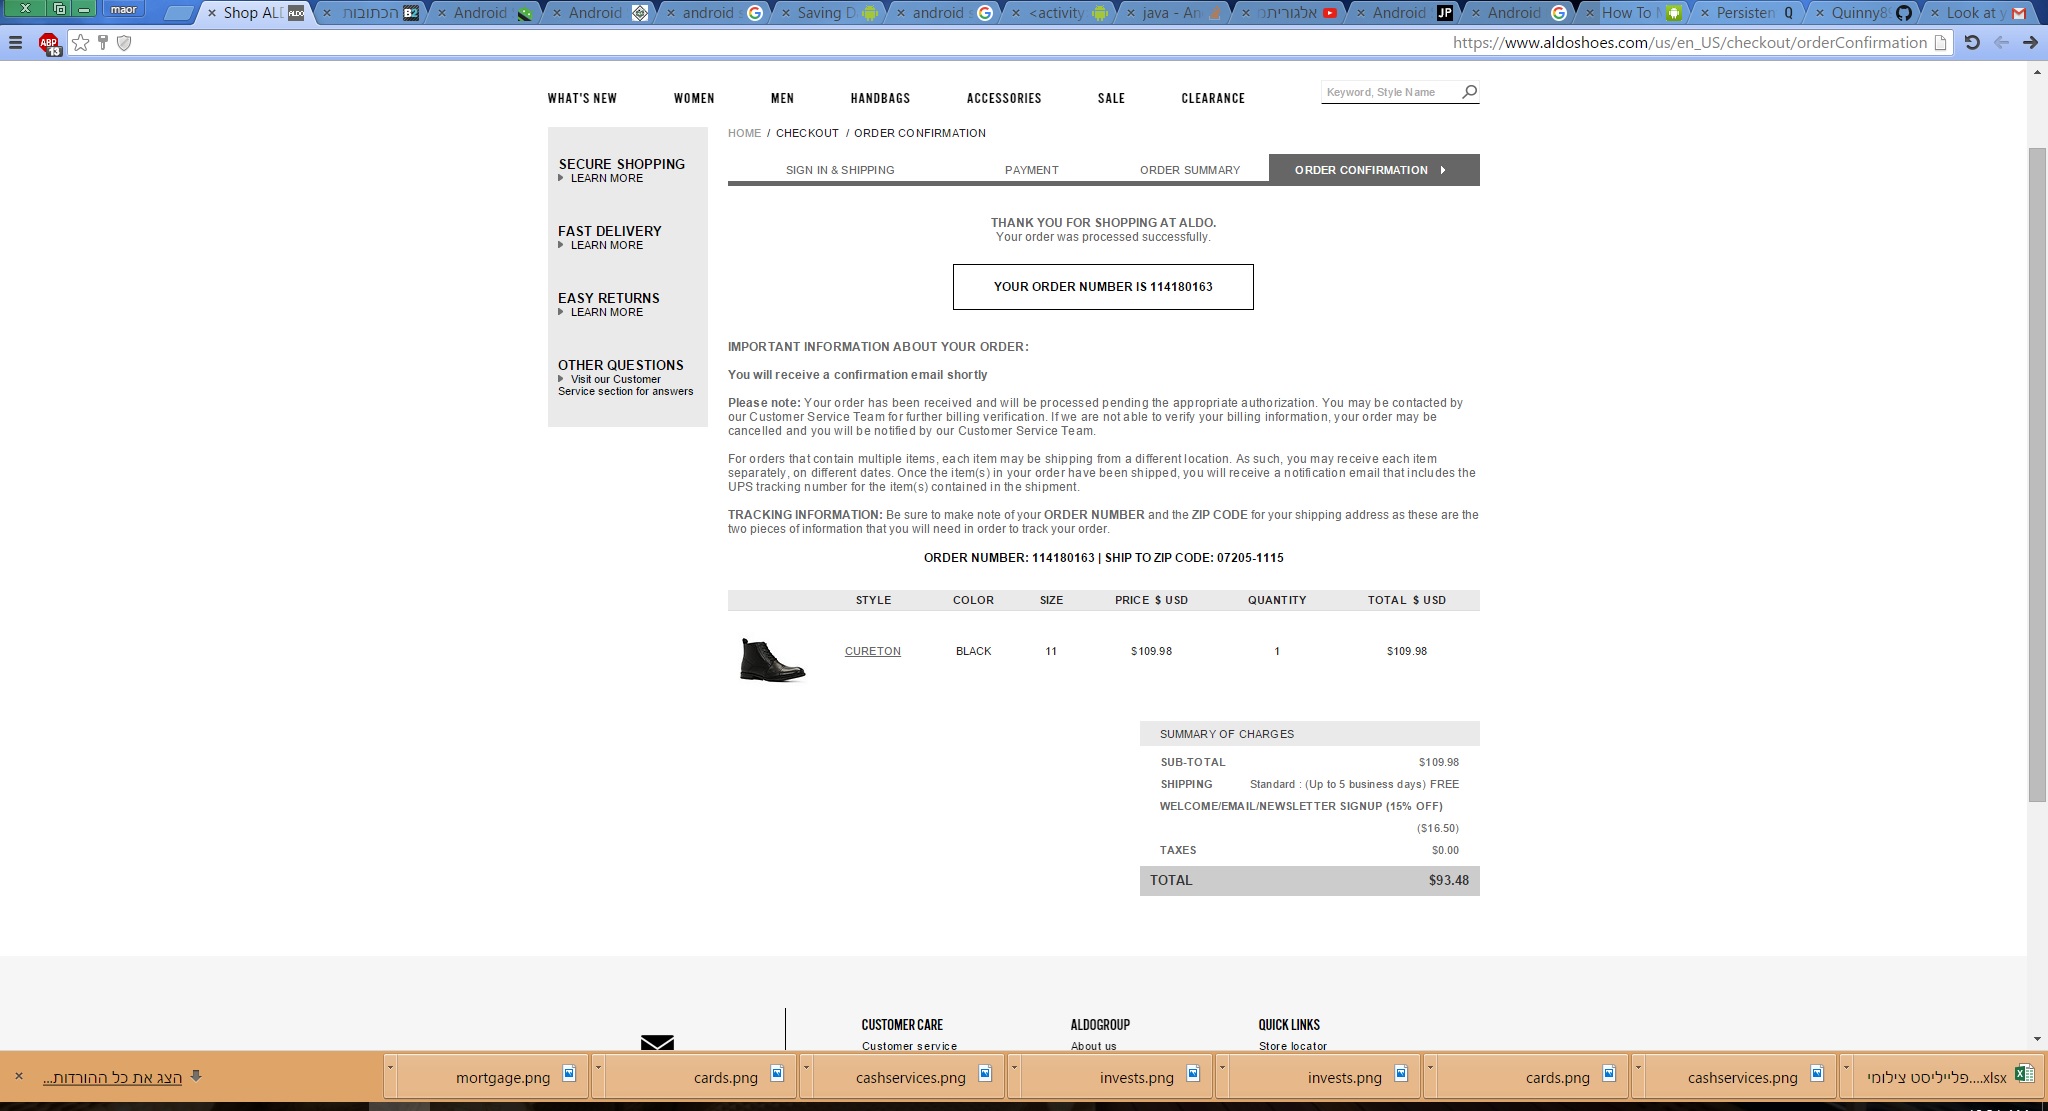 maor
Shop ALD
ALDO
הכתובות
B2
Android
Android
android s
Saving D
android s
<activity
java - An
אלגוריתמ
Android
JP
Android
How To M
Persisten
Q
Quinny8
Look at y
ABP
13
https://www.aldoshoes.com/us/en_US/checkout/orderConfirmation
WHAT'S NEW
WOMEN
MEN
HANDBAGS
ACCESSORIES
SALE
CLEARANCE
Keyword, Style Name
SECURE SHOPPING
LEARN MORE
FAST DELIVERY
LEARN MORE
EASY RETURNS
LEARN MORE
OTHER QUESTIONS
Visit our Customer
Service section for answers
HOME / CHECKOUT / ORDER CONFIRMATION
SIGN IN & SHIPPING
PAYMENT
ORDER SUMMARY
ORDER CONFIRMATION
THANK YOU FOR SHOPPING AT ALDO.
Your order was processed successfully.
YOUR ORDER NUMBER IS 114180163
IMPORTANT INFORMATION ABOUT YOUR ORDER:
You will receive a confirmation email shortly
Please note: Your order has been received and will be processed pending the appropriate authorization. You may be contacted by
our Customer Service Team for further billing verification. If we are not able to verify your billing information, your order may be
cancelled and you will be notified by our Customer Service Team.
For orders that contain multiple items, each item may be shipping from a different location. As such, you may receive each item
separately, on different dates. Once the item(s) in your order have been shipped, you will receive a notification email that includes the
UPS tracking number for the item(s) contained in the shipment.
TRACKING INFORMATION: Be sure to make note of your ORDER NUMBER and the ZIP CODE for your shipping address as these are the
two pieces of information that you will need in order to track your order.
ORDER NUMBER: 114180163 | SHIP TO ZIP CODE: 07205-1115
STYLE COLOR SIZE PRICE $ USD QUANTITY TOTAL $ USD
CURETON BLACK 11 $109.98 1 $109.98
SUMMARY OF CHARGES
SUB-TOTAL $109.98
SHIPPING Standard : (Up to 5 business days) FREE
WELCOME/EMAIL/NEWSLETTER SIGNUP (15% OFF)
($16.50)
TAXES $0.00
TOTAL $93.48
CUSTOMER CARE
Customer service
ALDOGROUP
About us
QUICK LINKS
Store locator
הצג את כל ההורדות...
mortgage.png
cards.png
cashservices.png
invests.png
invests.png
cards.png
cashservices.png
פלייליסט צילומי....xlsx